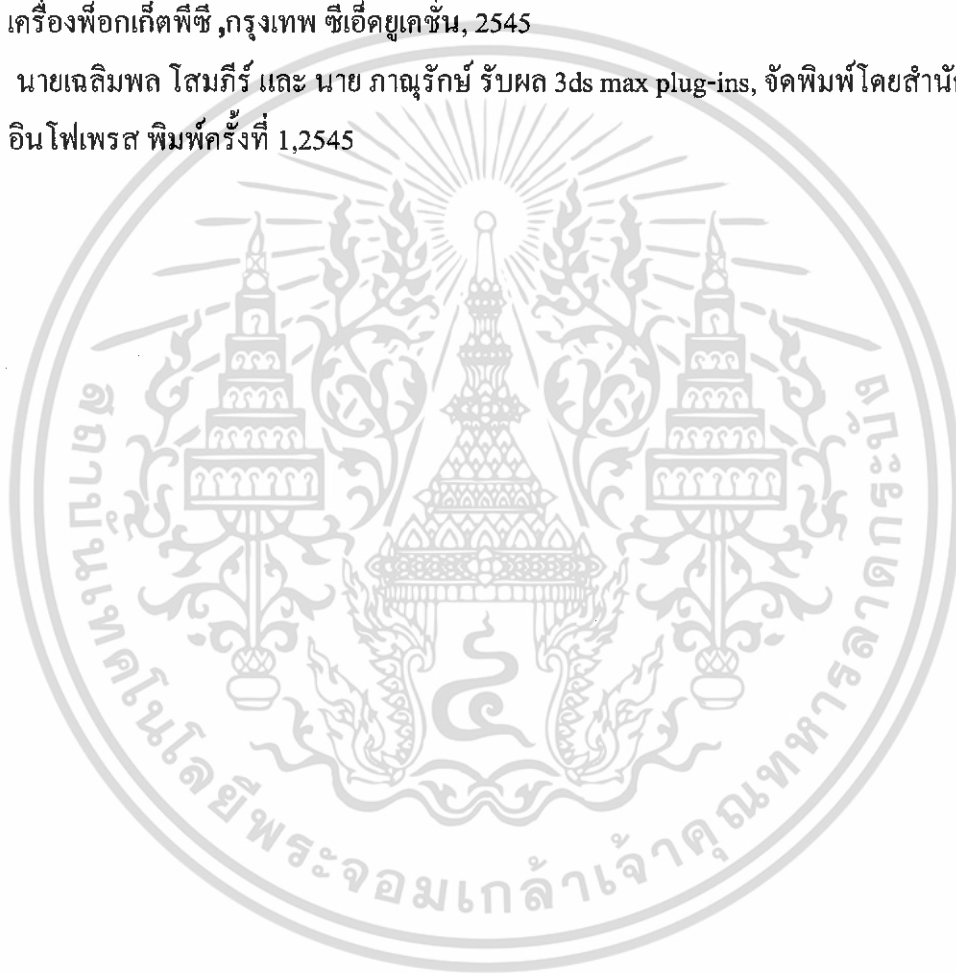 เครื่องพ็อกเก็ตพีซี ,กรุงเทพ ซีเอ็ดยูเคชั่น, 2545
นายเฉลิมพล โสมภีร์ และ นาย ภาณุรักษ์ รับผล 3ds max plug-ins, จัดพิมพ์โดยสำนัก
อินโฟเพรส พิมพ์ครั้งที่ 1,2545
สถาบันเทคโนโลยีพระจอมเกล้าเจ้าคุณทหารลาดกระบัง
๔